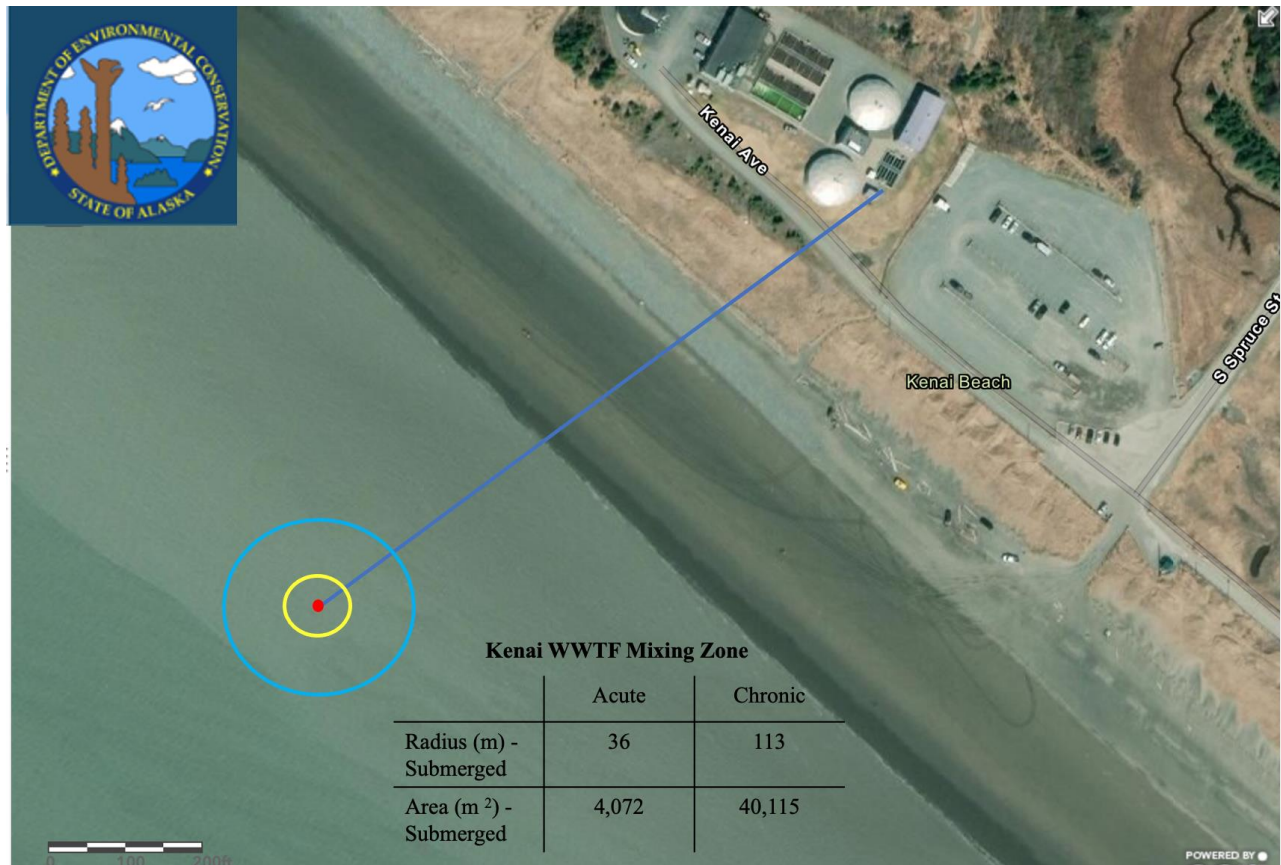 DEPARTMENT OF ENVIRONMENTAL CONSERVATION
STATE OF ALASKA
Kenai Ave
S Spruce St
Kenai Beach
Kenai WWTF Mixing Zone
Acute Chronic
Radius (m) - 36 113
Submerged
Area (m 2) - 4,072 40,115
Submerged
0 100 200ft
POWERED BY